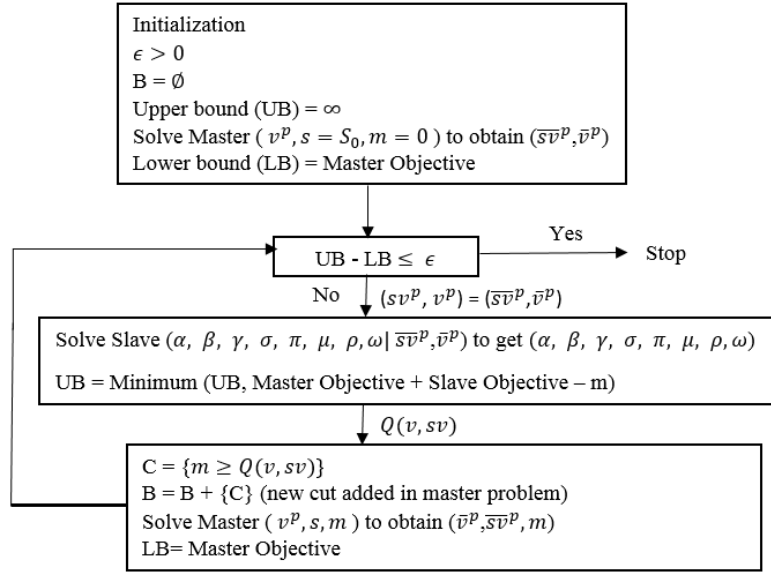 Initialization
ϵ > 0
B = ∅
Upper bound (UB) = ∞
Solve Master ( v^p, s = S_0, m = 0 ) to obtain (s̅v̅^p,v̅^p)
Lower bound (LB) = Master Objective
UB - LB ≤ ϵ
Yes
Stop
No
(sv^p, v^p) = (s̅v̅^p,v̅^p)
Solve Slave (α, β, γ, σ, π, μ, ρ,ω| s̅v̅^p,v̅^p) to get (α, β, γ, σ, π, μ, ρ,ω)
UB = Minimum (UB, Master Objective + Slave Objective – m)
Q(v, sv)
C = {m ≥ Q(v, sv)}
B = B + {C} (new cut added in master problem)
Solve Master ( v^p, s, m ) to obtain (v̅^p,s̅v̅^p, m)
LB= Master Objective